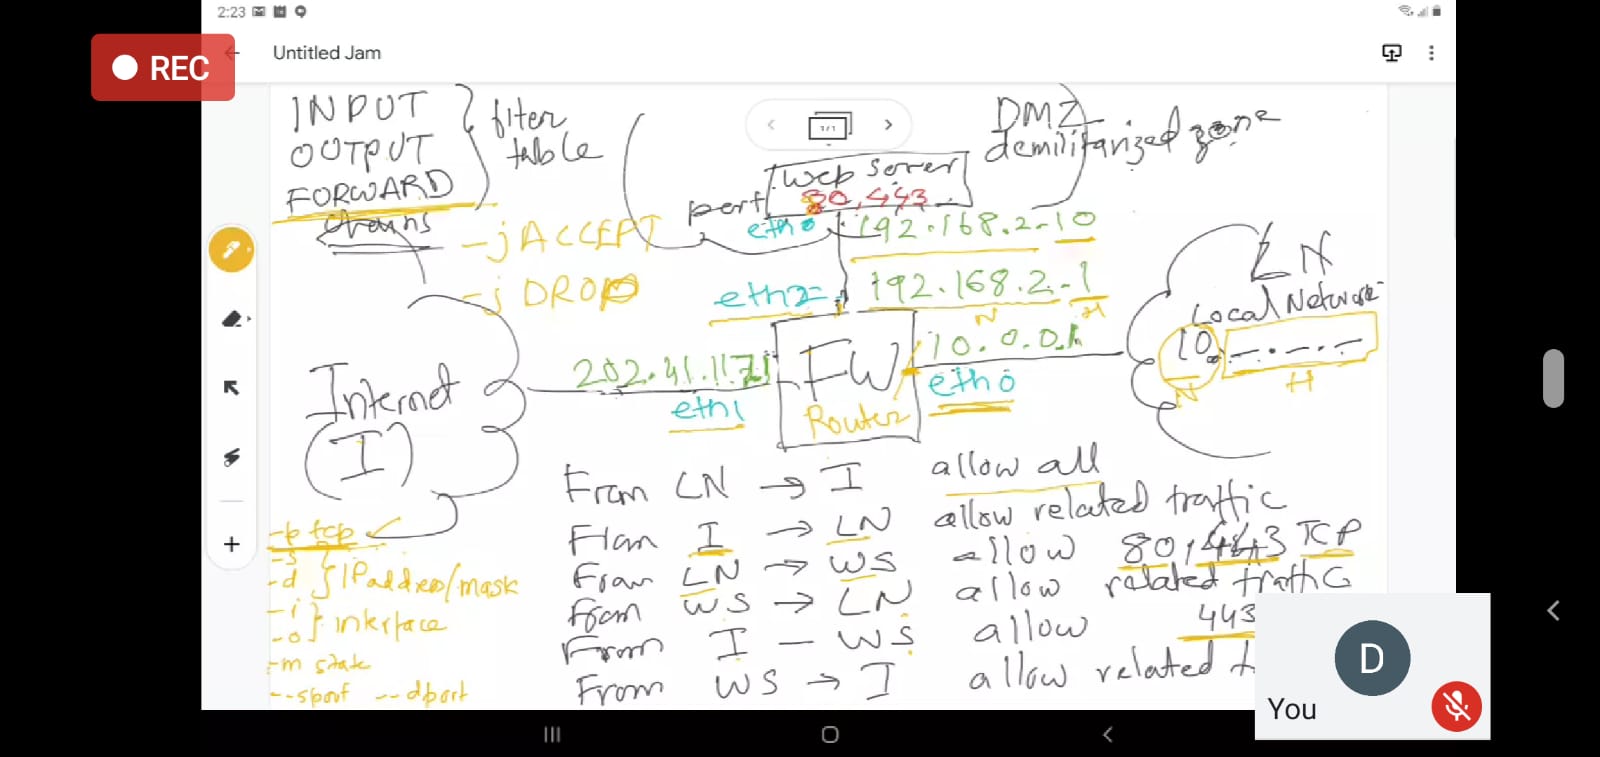 2:23
REC
Untitled Jam
1/1
INPUT
OUTPUT
FORWARD
chains
filter
table
-j ACCEPT
-j DROP
DMZ
demilitarized zone
Web Server
port 80,443
eth0 192.168.2.10
eth2 192.168.2.1
N H
202.41.1.71
eth1
FW
Router
10.0.0.1
eth0
LN
Local Network
10.
N H
Internet
(I)
From LN → I allow all
From I → LN allow related traffic
From LN → WS allow 80,443 TCP
From WS → LN allow related traffic
From I – WS allow 443
From WS → I allow related t
-p tcp
-s
-d } IP address/mask
-i
-o } interface
-m state
--sport --dport
D
You